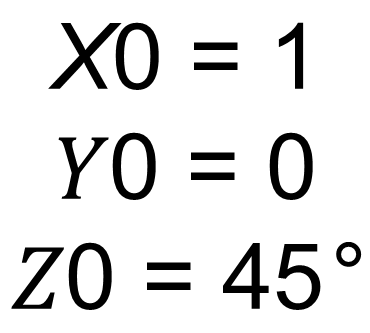 X0 = 1
Y0 = 0
Z0 = 45°